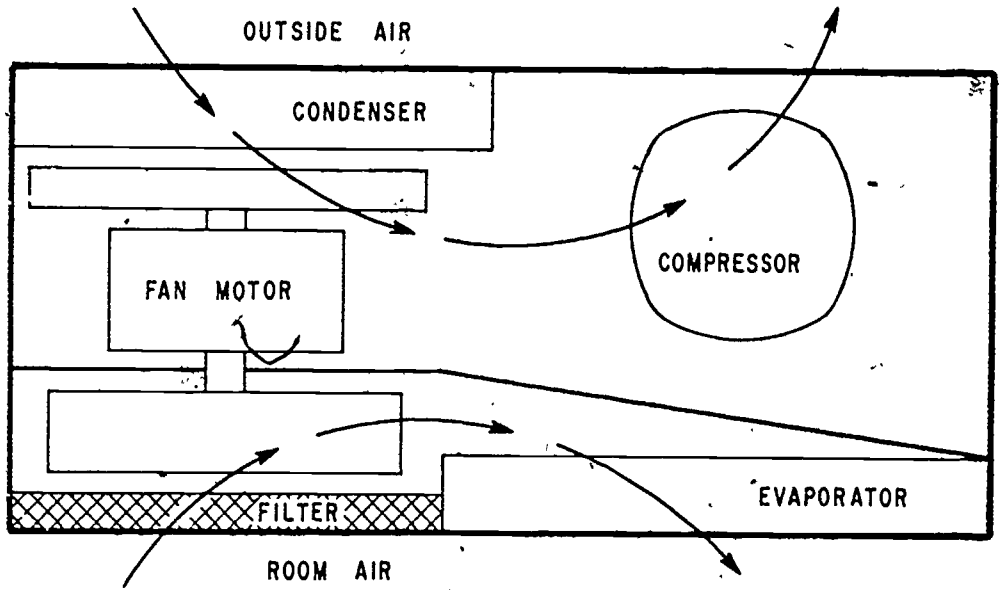 OUTSIDE AIR
CONDENSER
COMPRESSOR
FAN MOTOR
EVAPORATOR
FILTER
ROOM AIR